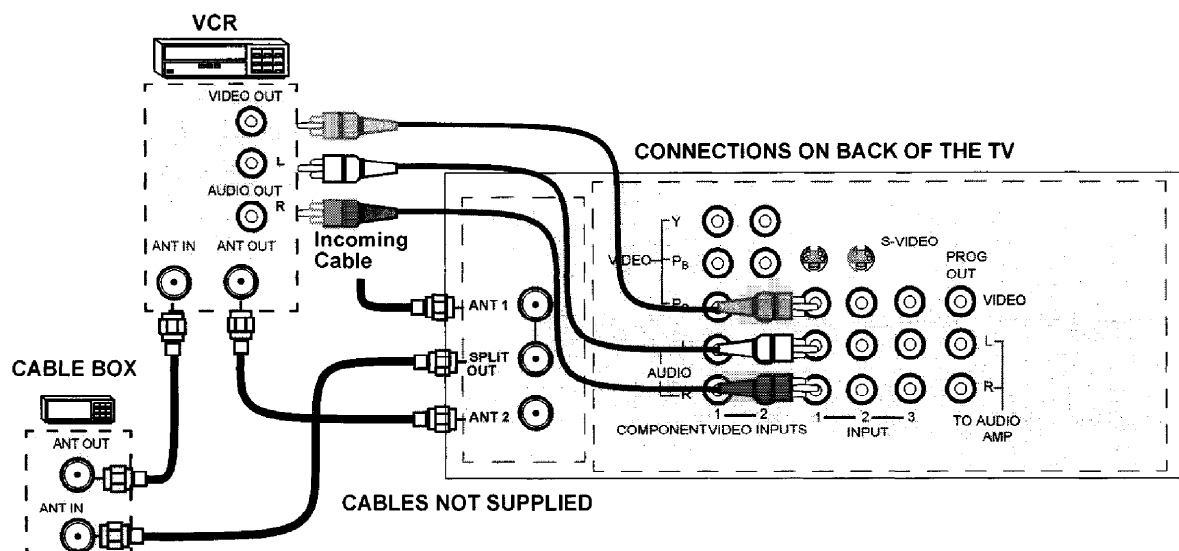 VCR
VIDEO OUT
L
AUDIO OUT
R
ANT IN
ANT OUT
CABLE BOX
ANT OUT
ANT IN
Incoming
Cable
CONNECTIONS ON BACK OF THE TV
ANT 1
SPLIT
OUT
ANT 2
Y
VIDEO
PB
S-VIDEO
PROG
OUT
VIDEO
L
AUDIO
R
L
R
1 2
COMPONENT VIDEO INPUTS
1 2 3
INPUT
TO AUDIO
AMP
CABLES NOT SUPPLIED